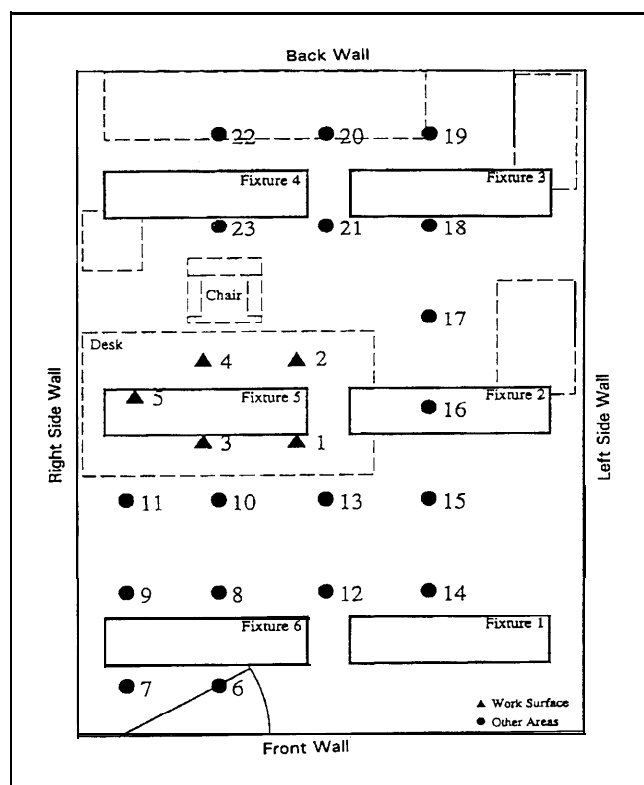 Back Wall
22
20
19
Fixture 4
Fixture 3
23
21
18
Chair
17
Desk
4
2
5
Fixture 5
Fixture 2
16
3
1
Right Side Wall
Left Side Wall
11
10
13
15
9
8
12
14
Fixture 6
Fixture 1
7
6
Work Surface
Other Areas
Front Wall